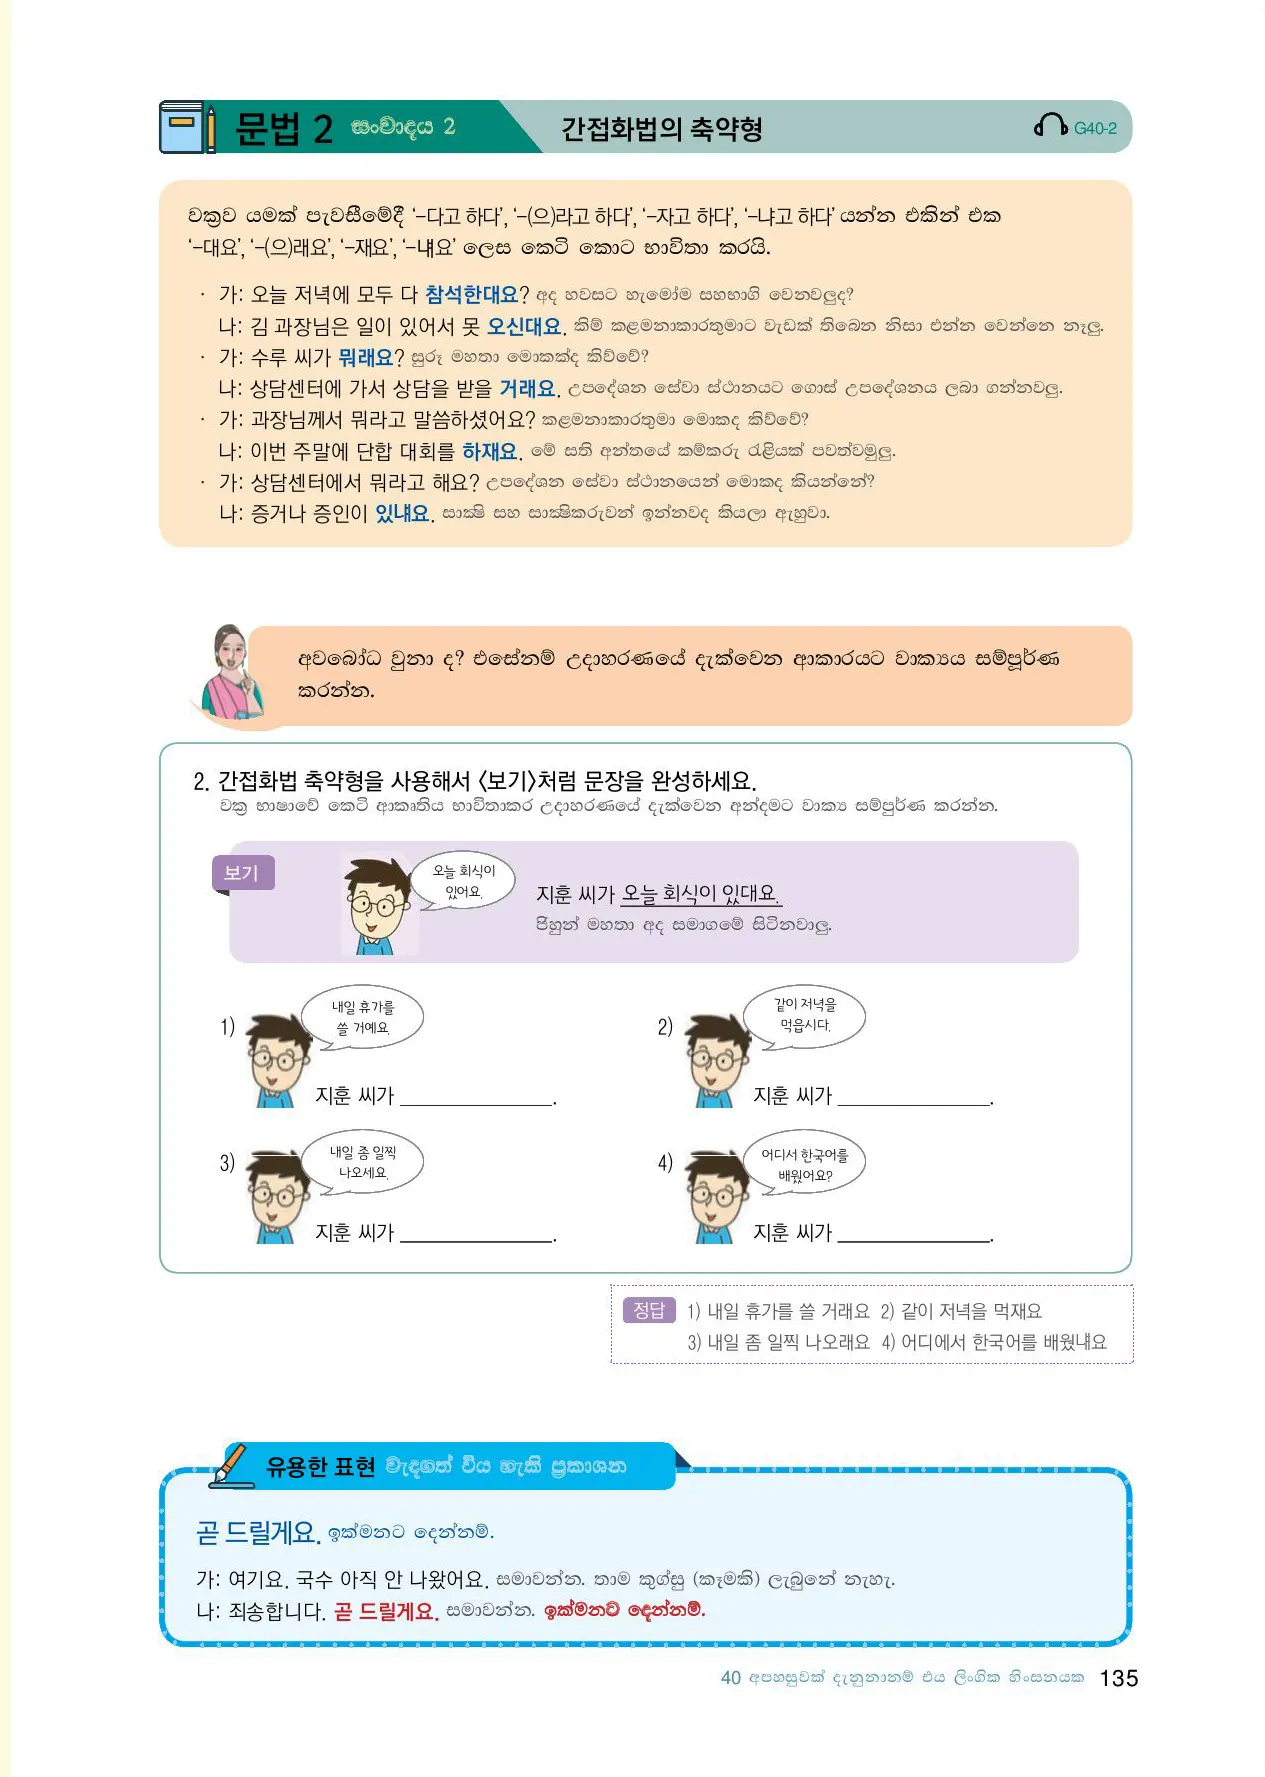 문법 2 සංවාදය 2 간접화법의 축약형 G40-2
වක්‍රව යමක් පැවසීමේදී ‘–다고 하다’, ‘–(으)라고 하다’, ‘–자고 하다’, ‘–냐고 하다’ යන්න එකින් එක
‘–대요’, ‘–(으)래요’, ‘–재요’, ‘–냬요’ ලෙස කෙටි කොට භාවිතා කරයි.
· 가: 오늘 저녁에 모두 다 참석한대요? අද හවසට හැමෝම සහභාගි වෙනවලුද?
나: 김 과장님은 일이 있어서 못 오신대요. කිම් කළමනාකාරතුමාට වැඩක් තිබෙන නිසා එන්න වෙන්නෙ නෑලු.
· 가: 수루 씨가 뭐래요? සුරූ මහතා මොකක්ද කිව්වේ?
나: 상담센터에 가서 상담을 받을 거래요. උපදේශන සේවා ස්ථානයට ගොස් උපදේශනය ලබා ගන්නවලු.
· 가: 과장님께서 뭐라고 말씀하셨어요? කළමනාකාරතුමා මොකද කිව්වේ?
나: 이번 주말에 단합 대회를 하재요. මේ සති අන්තයේ කම්කරු රැළියක් පවත්වමුලු.
· 가: 상담센터에서 뭐라고 해요? උපදේශන සේවා ස්ථානයෙන් මොකද කියන්නේ?
나: 증거나 증인이 있냬요. සාක්‍ෂි සහ සාක්‍ෂිකරුවන් ඉන්නවද කියලා ඇහුවා.
අවබෝධ වුනා ද? එසේනම් උදාහරණයේ දැක්වෙන ආකාරයට වාක්‍යය සම්පූර්ණ
කරන්න.
2. 간접화법 축약형을 사용해서 〈보기〉처럼 문장을 완성하세요.
වක්‍ර භාෂාවේ කෙටි ආකෘතිය භාවිතාකර උදාහරණයේ දැක්වෙන අන්දමට වාක්‍ය සම්පුර්ණ කරන්න.
보기
오늘 회식이
있어요.
지훈 씨가 오늘 회식이 있대요.
ජිහුන් මහතා අද සමාගමේ සිටිනවාලු.
1)
내일 휴가를
쓸 거예요.
지훈 씨가 ______________.
2)
같이 저녁을
먹읍시다.
지훈 씨가 ______________.
3)
내일 좀 일찍
나오세요.
지훈 씨가 ______________.
4)
어디서 한국어를
배웠어요?
지훈 씨가 ______________.
정답 1) 내일 휴가를 쓸 거래요 2) 같이 저녁을 먹재요
3) 내일 좀 일찍 나오래요 4) 어디에서 한국어를 배웠냬요
유용한 표현 වැදගත් විය හැකි ප්‍රකාශන
곧 드릴게요. ඉක්මනට දෙන්නම්.
가: 여기요. 국수 아직 안 나왔어요. සමාවන්න. තාම කුග්සු (කෑමකි) ලැබුනේ නැහැ.
나: 죄송합니다. 곧 드릴게요. සමාවන්න. ඉක්මනට දෙන්නම්.
40 අපහසුවක් දැනුනානම් එය ලිංගික හිංසනයක 135